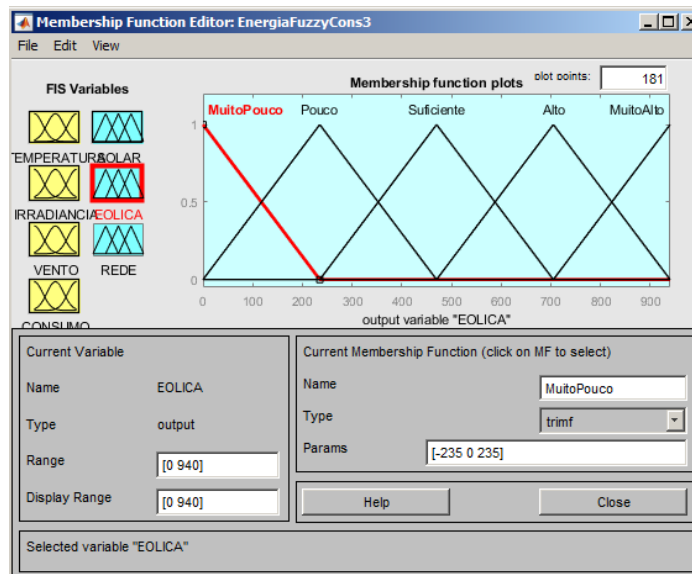 Membership Function Editor: EnergiaFuzzyCons3
File Edit View
FIS Variables
Membership function plots
plot points:
181
MuitoPouco Pouco Suficiente Alto MuitoAlto
1
0.5
0
0 100 200 300 400 500 600 700 800 900
output variable "EOLICA"
TEMPERATURA
SOLAR
IRRADIANCIA
EOLICA
VENTO
REDE
CONSUMO
Current Variable
Name EOLICA
Type output
Range [0 940]
Display Range [0 940]
Current Membership Function (click on MF to select)
Name MuitoPouco
Type trimf
Params [-235 0 235]
Help Close
Selected variable "EOLICA"